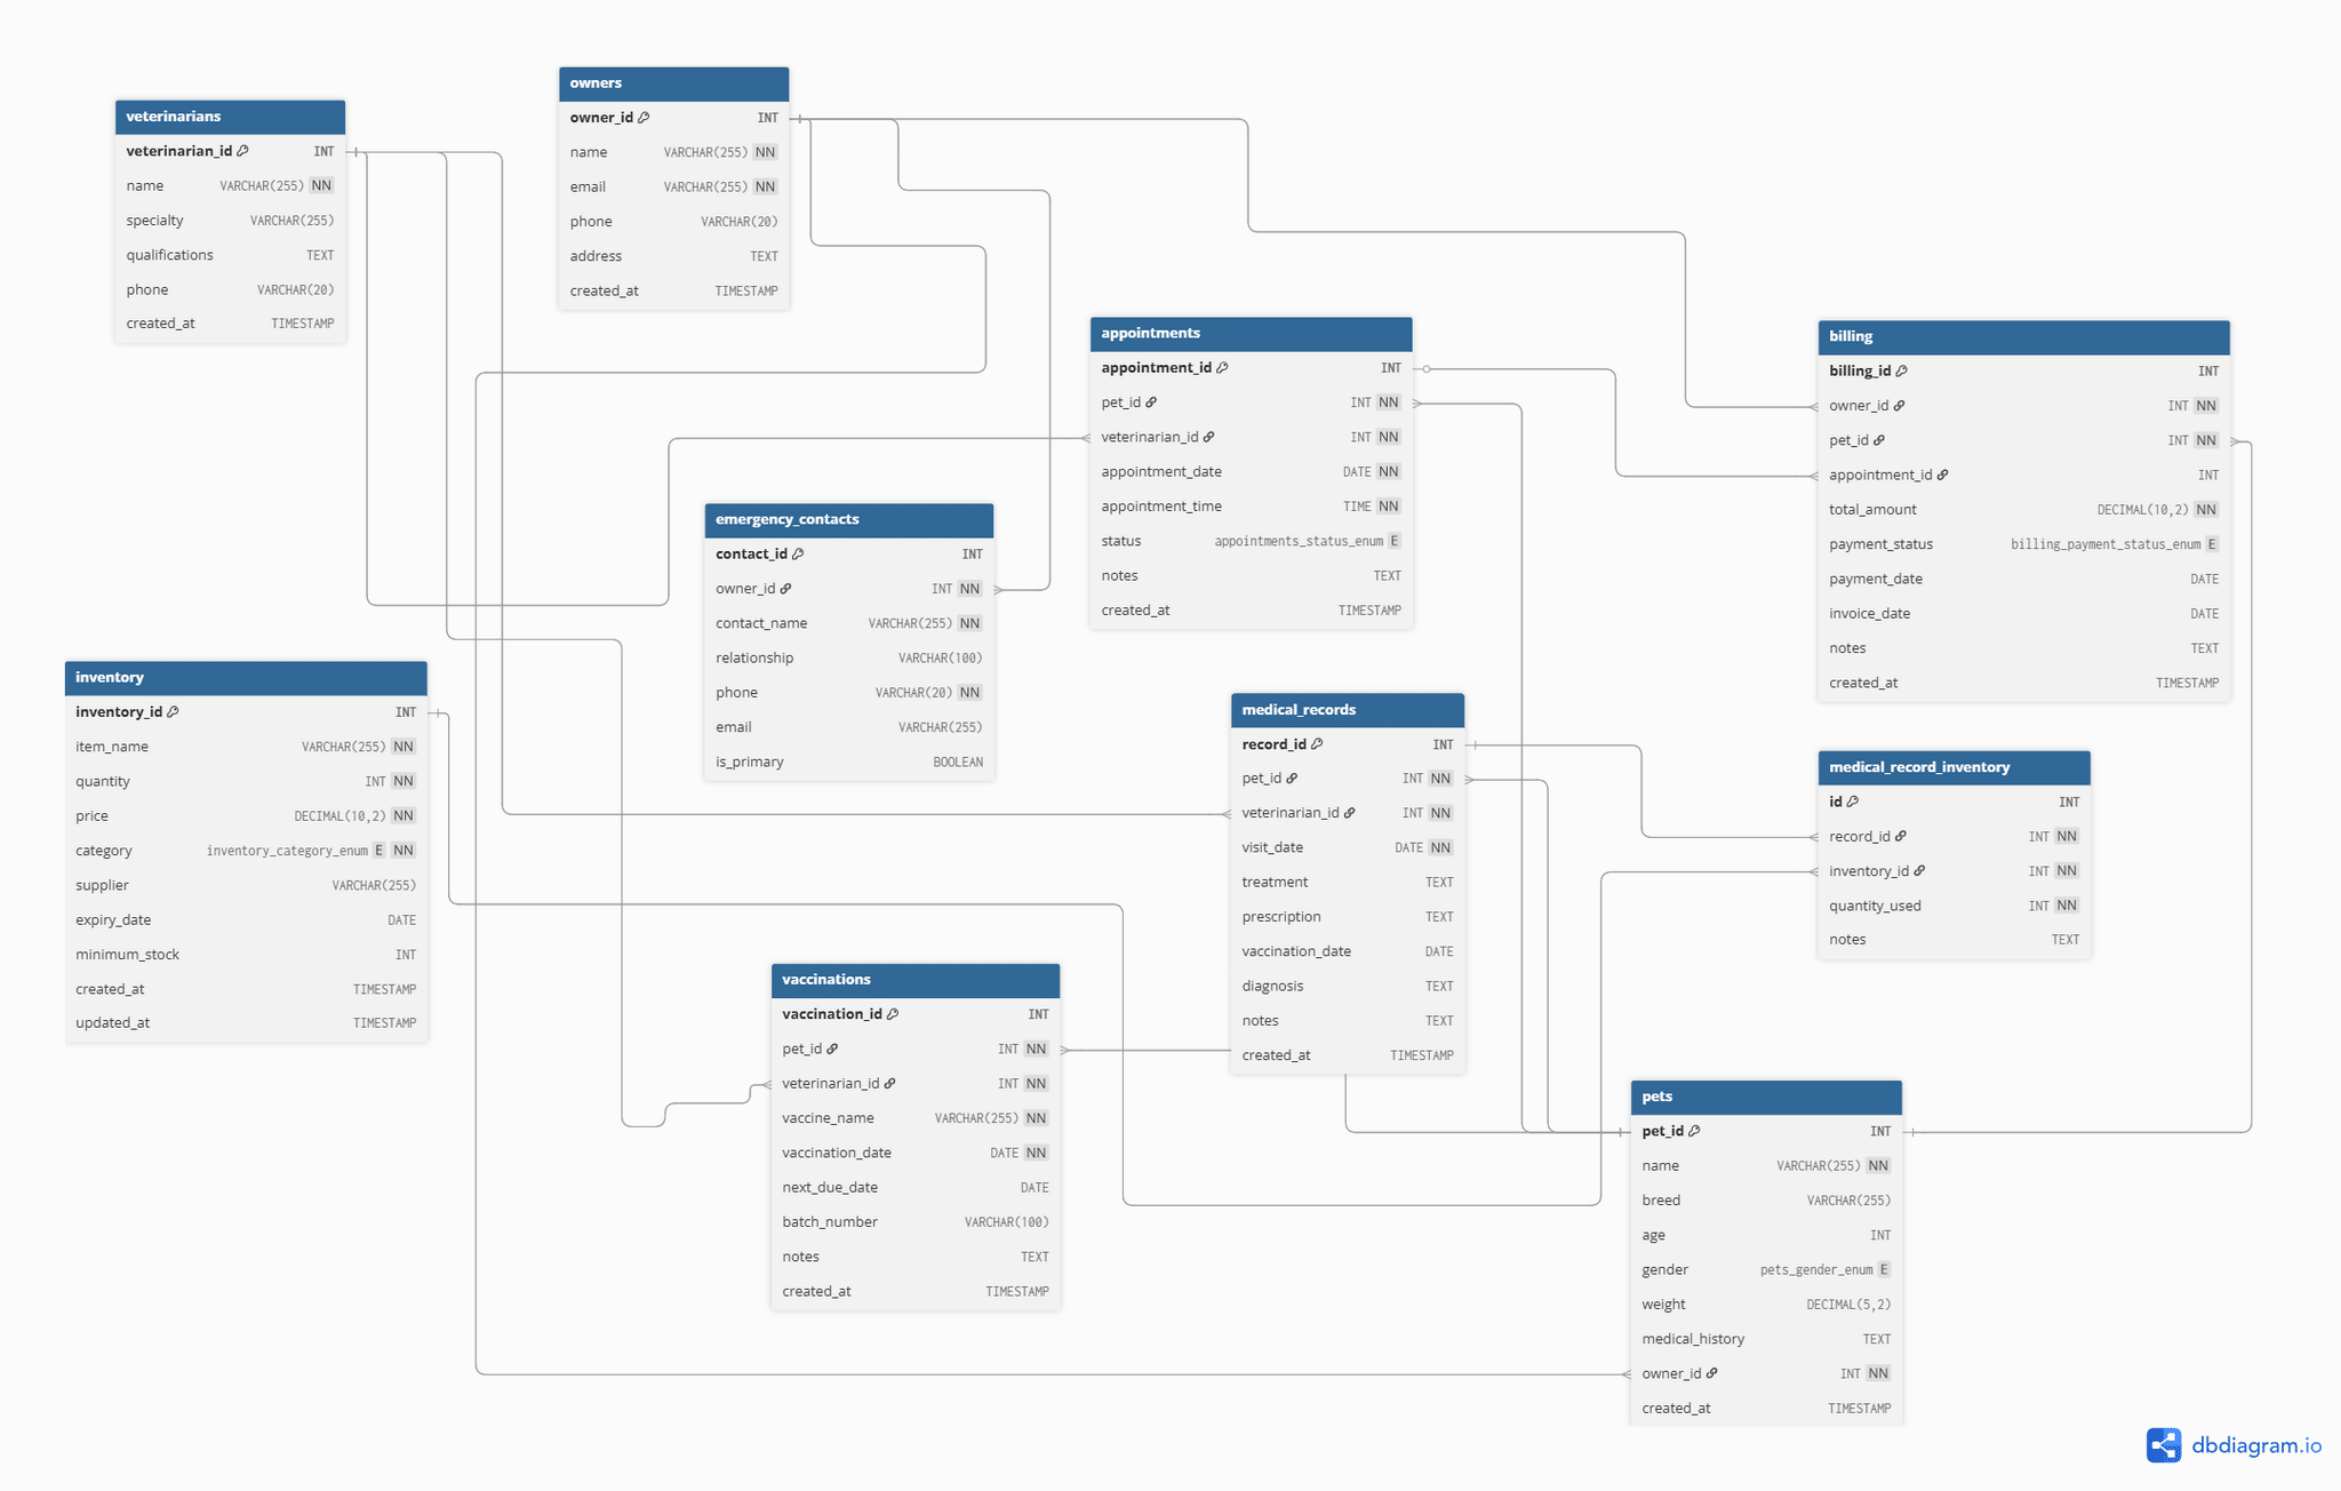 owners
owner_id INT
name VARCHAR(255) NN
email VARCHAR(255) NN
phone VARCHAR(20)
address TEXT
created_at TIMESTAMP
veterinarians
veterinarian_id INT
name VARCHAR(255) NN
specialty VARCHAR(255)
qualifications TEXT
phone VARCHAR(20)
created_at TIMESTAMP
appointments
appointment_id INT
pet_id INT NN
veterinarian_id INT NN
appointment_date DATE NN
appointment_time TIME NN
status appointments_status_enum E
notes TEXT
created_at TIMESTAMP
billing
billing_id INT
owner_id INT NN
pet_id INT NN
appointment_id INT
total_amount DECIMAL(10,2) NN
payment_status billing_payment_status_enum E
payment_date DATE
invoice_date DATE
notes TEXT
created_at TIMESTAMP
emergency_contacts
contact_id INT
owner_id INT NN
contact_name VARCHAR(255) NN
relationship VARCHAR(100)
phone VARCHAR(20) NN
email VARCHAR(255)
is_primary BOOLEAN
inventory
inventory_id INT
item_name VARCHAR(255) NN
quantity INT NN
price DECIMAL(10,2) NN
category inventory_category_enum E NN
supplier VARCHAR(255)
expiry_date DATE
minimum_stock INT
created_at TIMESTAMP
updated_at TIMESTAMP
medical_records
record_id INT
pet_id INT NN
veterinarian_id INT NN
visit_date DATE NN
treatment TEXT
prescription TEXT
vaccination_date DATE
diagnosis TEXT
notes TEXT
created_at TIMESTAMP
medical_record_inventory
id INT
record_id INT NN
inventory_id INT NN
quantity_used INT NN
notes TEXT
vaccinations
vaccination_id INT
pet_id INT NN
veterinarian_id INT NN
vaccine_name VARCHAR(255) NN
vaccination_date DATE NN
next_due_date DATE
batch_number VARCHAR(100)
notes TEXT
created_at TIMESTAMP
pets
pet_id INT
name VARCHAR(255) NN
breed VARCHAR(255)
age INT
gender pets_gender_enum E
weight DECIMAL(5,2)
medical_history TEXT
owner_id INT NN
created_at TIMESTAMP
dbdiagram.io